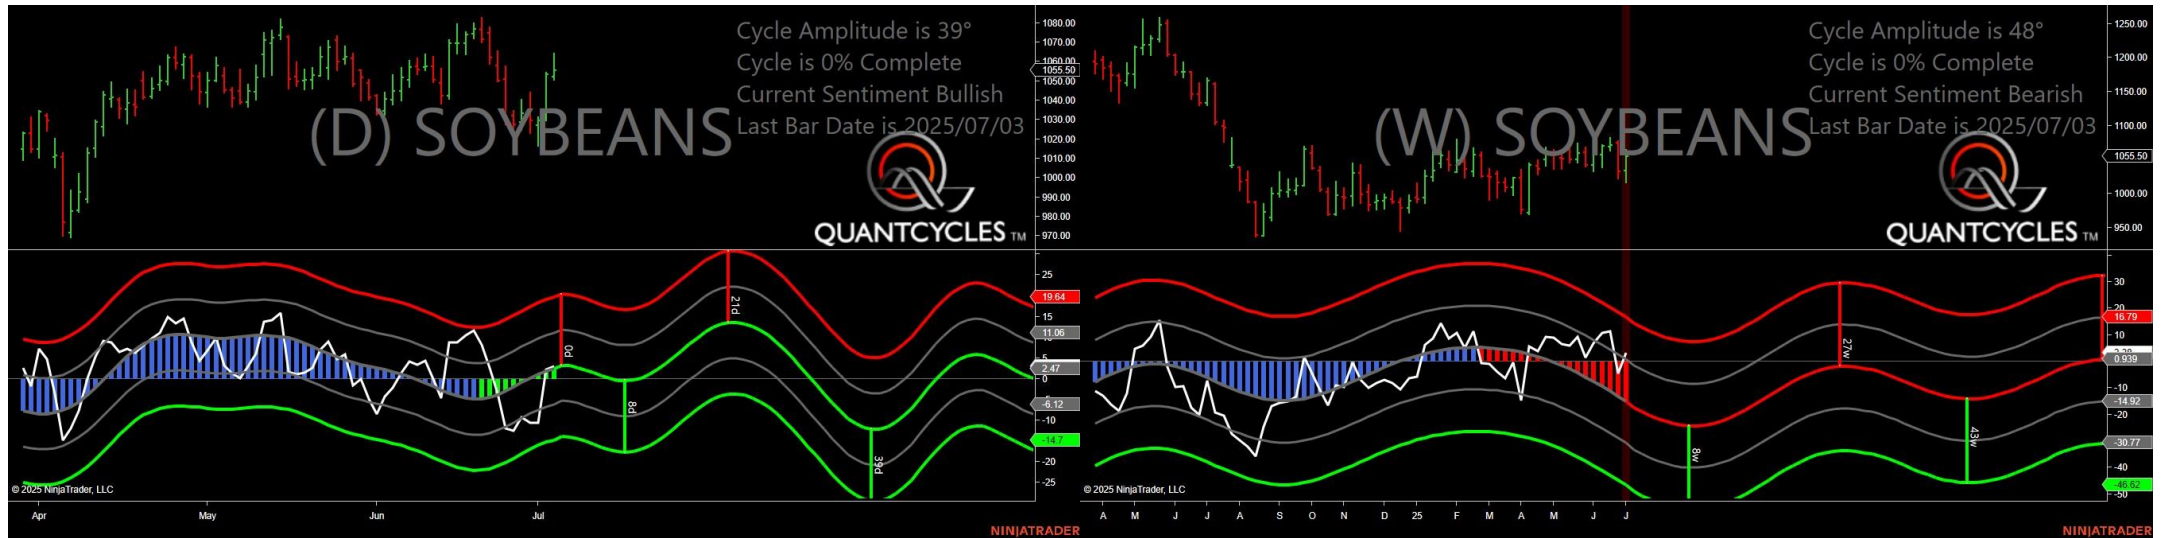 Cycle Amplitude is 39°
Cycle is 0% Complete
Current Sentiment Bullish
Last Bar Date is 2025/07/03
(D) SOYBEANS
QUANTCYCLES TM
1080.00
1070.00
1060.00
1055.50
1050.00
1040.00
1030.00
1020.00
1010.00
1000.00
990.00
980.00
970.00
25
19.64
15
11.06
5
2.47
0
-6.12
-10
-14.7
-20
-25
0d
8d
21d
39d
© 2025 NinjaTrader, LLC
Apr May Jun Jul
NINJATRADER
Cycle Amplitude is 48°
Cycle is 0% Complete
Current Sentiment Bearish
Last Bar Date is 2025/07/03
(W) SOYBEANS
QUANTCYCLES TM
1250.00
1200.00
1150.00
1100.00
1055.50
1000.00
950.00
30
20
16.79
10
0.939
-10
-14.92
-20
-30.77
-40
-46.62
-50
8w
27w
43w
© 2025 NinjaTrader, LLC
A M J J A S O N D 25 F M A M J J
NINJATRADER